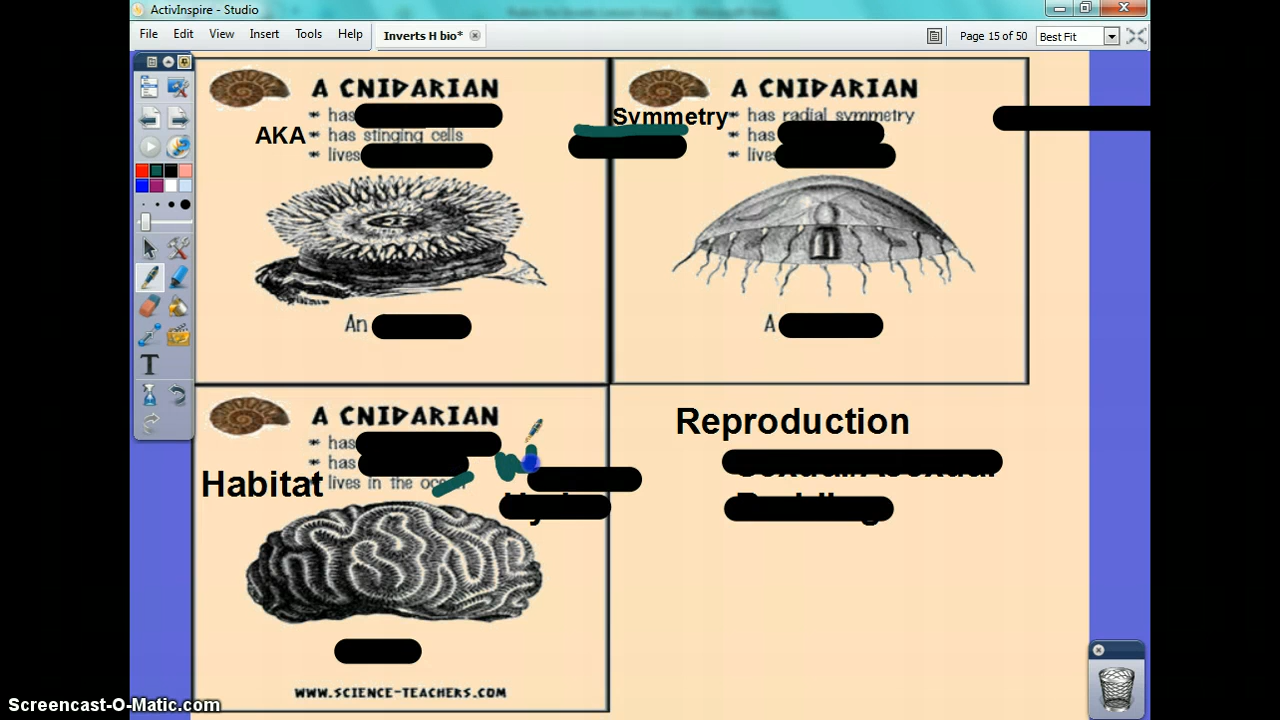 ActivInspire - Studio
File Edit View Insert Tools Help
Inverts H bio*
Page 15 of 50
Best Fit
A CNIDARIAN
* has
AKA
* has stinging cells
* lives
An
A CNIDARIAN
Symmetry
* has radial symmetry
* has
* lives
A
A CNIDARIAN
* has
* has
Habitat
* lives in the
WWW.SCIENCE-TEACHERS.COM
Reproduction
T
Screencast-O-Matic.com